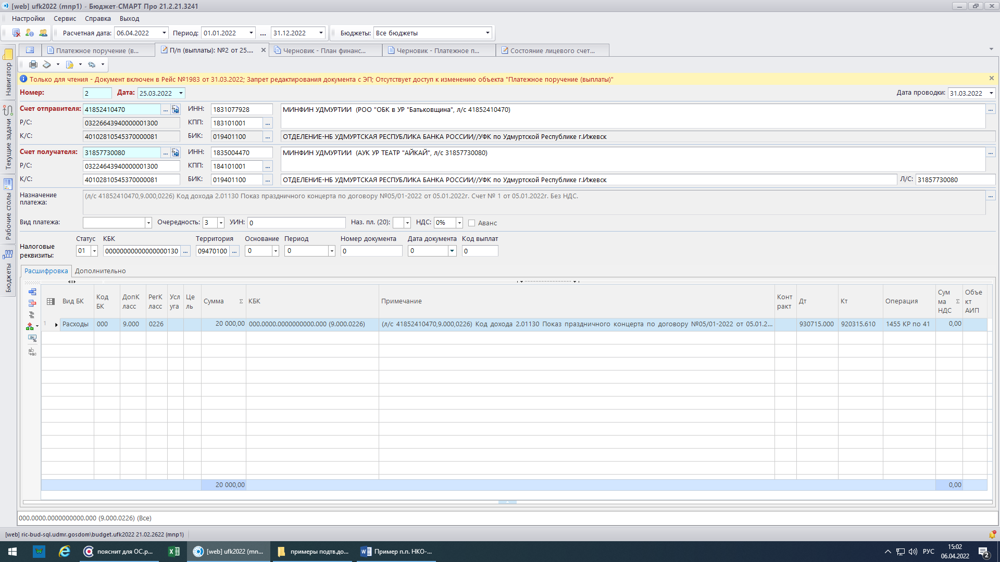 [web] ufk2022 (mnp1) - Бюджет-СМАРТ Про 21.2.21.3241
Настройки Сервис Справка Выход
Расчетная дата: 06.04.2022 Период: 01.01.2022 ... 31.12.2022 Бюджеты: Все бюджеты
Платежное поручение (в... П/п (выплаты): №2 от 25.... Черновик - План финанс... Черновик - Платежное п... Состояние лицевого счет...
Навигатор
Текущие задачи
Рабочие столы
Бюджеты
Только для чтения - Документ включен в Рейс №1983 от 31.03.2022; Запрет редактирования документа с ЭП; Отсутствует доступ к изменению объекта "Платежное поручение (выплаты)"
Номер: 2 Дата: 25.03.2022 Дата проводки: 31.03.2022
Счет отправителя: 41852410470 ... ИНН: 1831077928 МИНФИН УДМУРТИИ (РОО "ОБК в УР "Батьковщина", л/с 41852410470) ...
Р/С: 03226643940000001300 КПП: 183101001 ...
К/С: 40102810545370000081 БИК: 019401100 ... ОТДЕЛЕНИЕ-НБ УДМУРТСКАЯ РЕСПУБЛИКА БАНКА РОССИИ//УФК по Удмуртской Республике г.Ижевск
Счет получателя: 31857730080 ... ИНН: 1835004470 МИНФИН УДМУРТИИ (АУК УР ТЕАТР "АЙКАЙ", л/с 31857730080) ...
Р/С: 03224643940000001300 КПП: 184101001 ...
К/С: 40102810545370000081 БИК: 019401100 ... ОТДЕЛЕНИЕ-НБ УДМУРТСКАЯ РЕСПУБЛИКА БАНКА РОССИИ//УФК по Удмуртской Республике г.Ижевск Л/С: 31857730080
Назначение платежа: (л/с 41852410470,9.000,0226) Код дохода 2.01130 Показ праздничного концерта по договору №05/01-2022 от 05.01.2022г. Счет № 1 от 05.01.2022г. Без НДС. ...
Вид платежа: Очередность: 3 УИН: 0 Наз. пл. (20): НДС: 0% Аванс
Статус КБК Территория Основание Период Номер документа Дата документа Код выплат
Налоговые реквизиты: 01 00000000000000000130 ... 09470100 ... 0 0 0 0 0
Расшифровка Дополнительно
Вид БК Код БК ДопКласс РегКласс Услуга Цель Сумма Σ КБК Примечание Контракт Дт Кт Операция Сумма НДС Σ Объект АИП
1 Расходы 000 9.000 0226 20 000,00 000.0000.0000000000.000 (9.000.0226) (л/с 41852410470,9.000,0226) Код дохода 2.01130 Показ праздничного концерта по договору №05/01-2022 от 05.01.2... 930715.000 920315.610 1455 КР по 41 0,00
20 000,00 0,00
000.0000.0000000000.000 (9.000.0226) (Все)
[web] ric-bud-sql.udmr.gosdom\budget.ufk2022 21.02.2622 (mnp1)
пояснит для ОС.р... [web] ufk2022 (mn... примеры подтв.до... Пример п.п. НКО-... РУС 15:02
06.04.2022 2